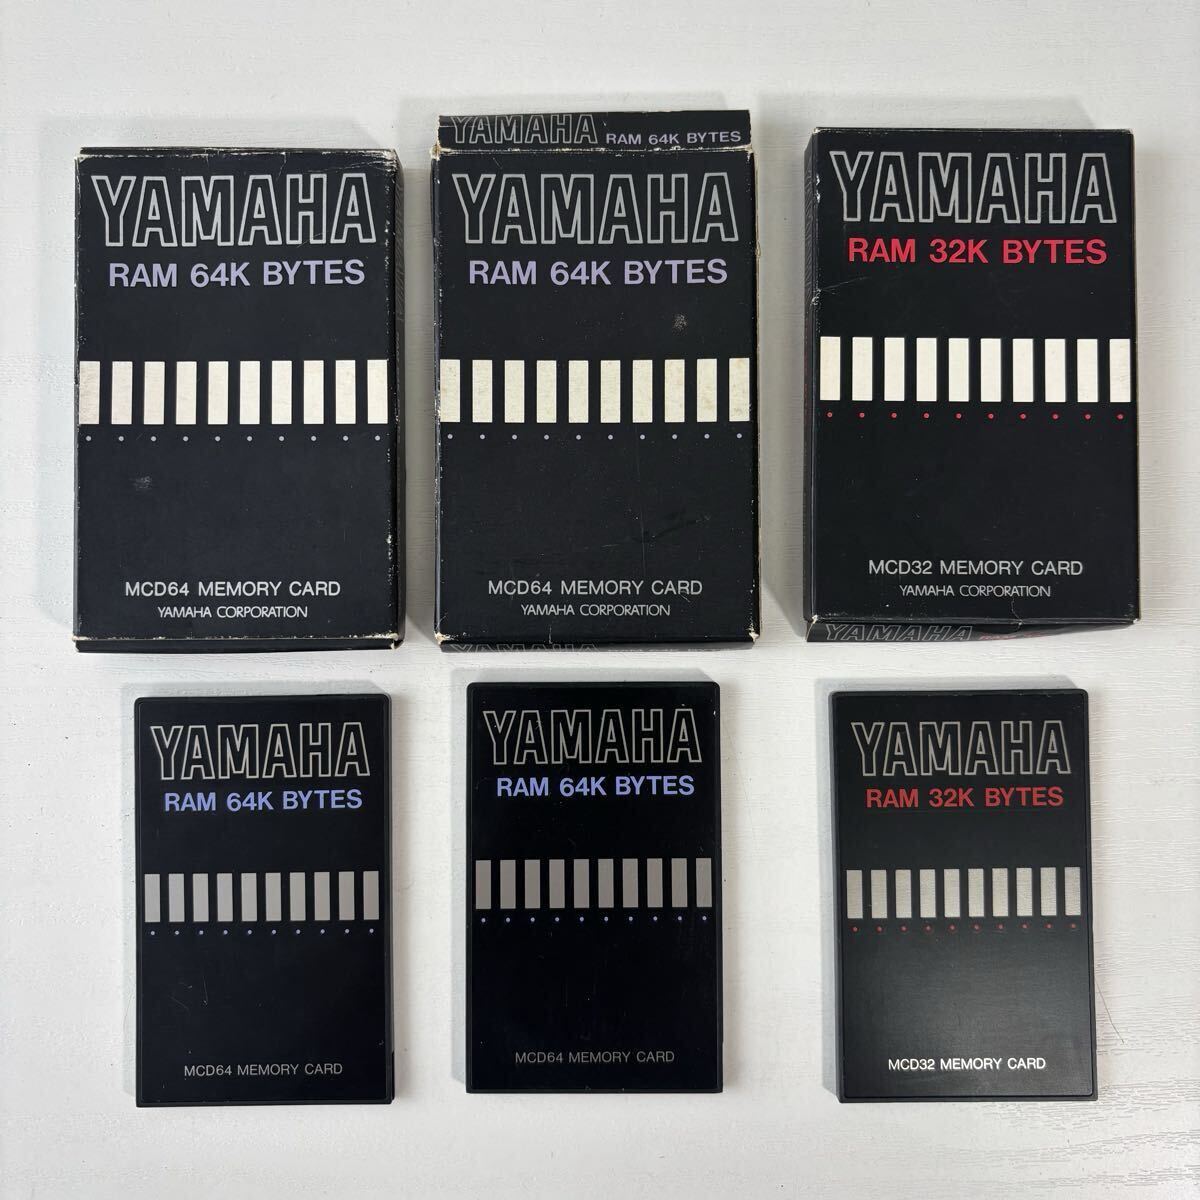 YAMAHA
RAM 64K BYTES
MCD64 MEMORY CARD
YAMAHA CORPORATION
YAMAHA RAM 64K BYTES
YAMAHA
RAM 64K BYTES
MCD64 MEMORY CARD
YAMAHA CORPORATION
YAMAHA
RAM 32K BYTES
MCD32 MEMORY CARD
YAMAHA CORPORATION
YAMAHA
YAMAHA
RAM 64K BYTES
MCD64 MEMORY CARD
YAMAHA
RAM 64K BYTES
MCD64 MEMORY CARD
YAMAHA
RAM 32K BYTES
MCD32 MEMORY CARD